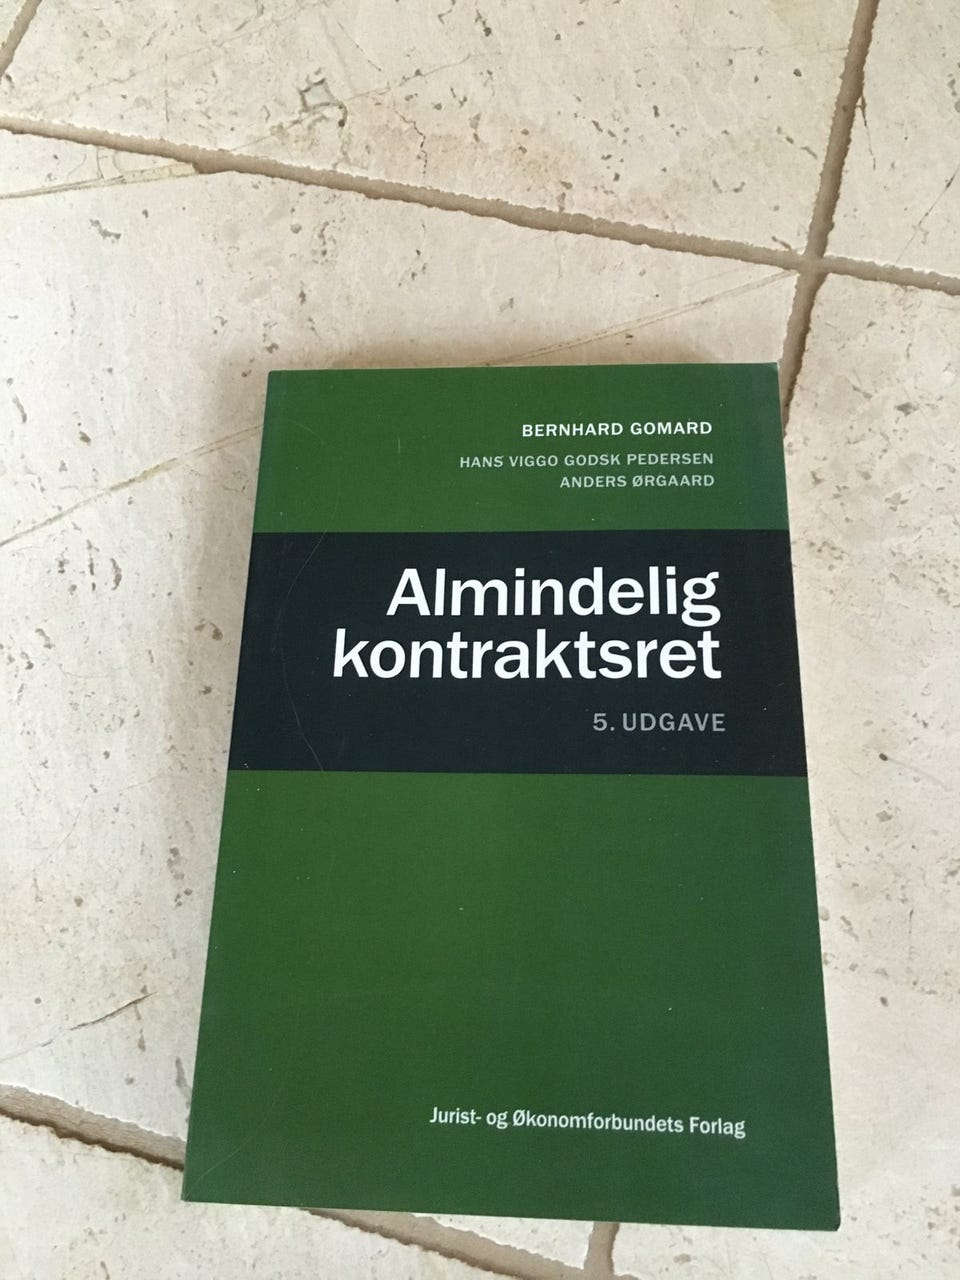 BERNHARD GOMARD
HANS VIGGO GODSK PEDERSEN
ANDERS ØRGAARD
Almindelig
kontraktsret
5. UDGAVE
Jurist- og Økonomforbundets Forlag